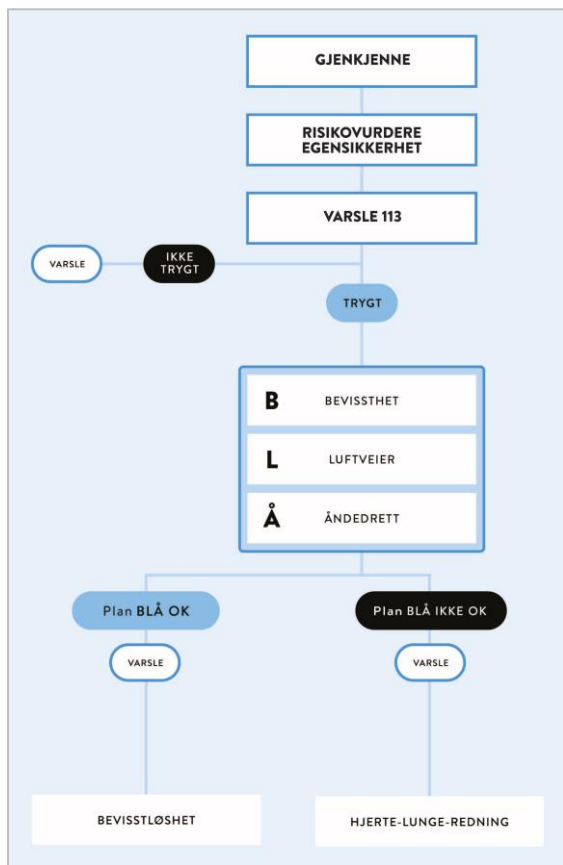 GJENKJENNE
RISIKOVURDERE
EGENSIKKERHET
VARSLE 113
VARSLE
IKKE
TRYGT
TRYGT
B BEVISSTHET
L LUFTVEIER
Å ÅNDEDRETT
Plan BLÅ OK
Plan BLÅ IKKE OK
VARSLE
VARSLE
BEVISSTLØSHET
HJERTE-LUNGE-REDNING